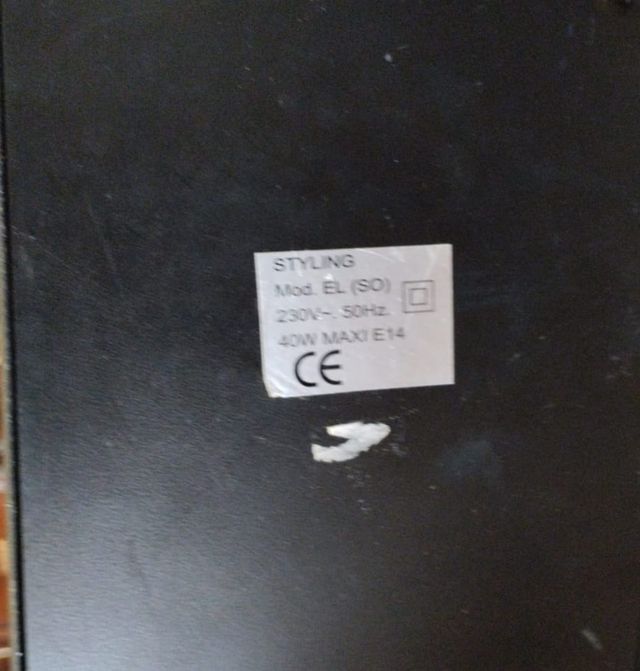 STYLING
Mod. EL (SO)
230V~. 50Hz.
40W MAXI E14
CE